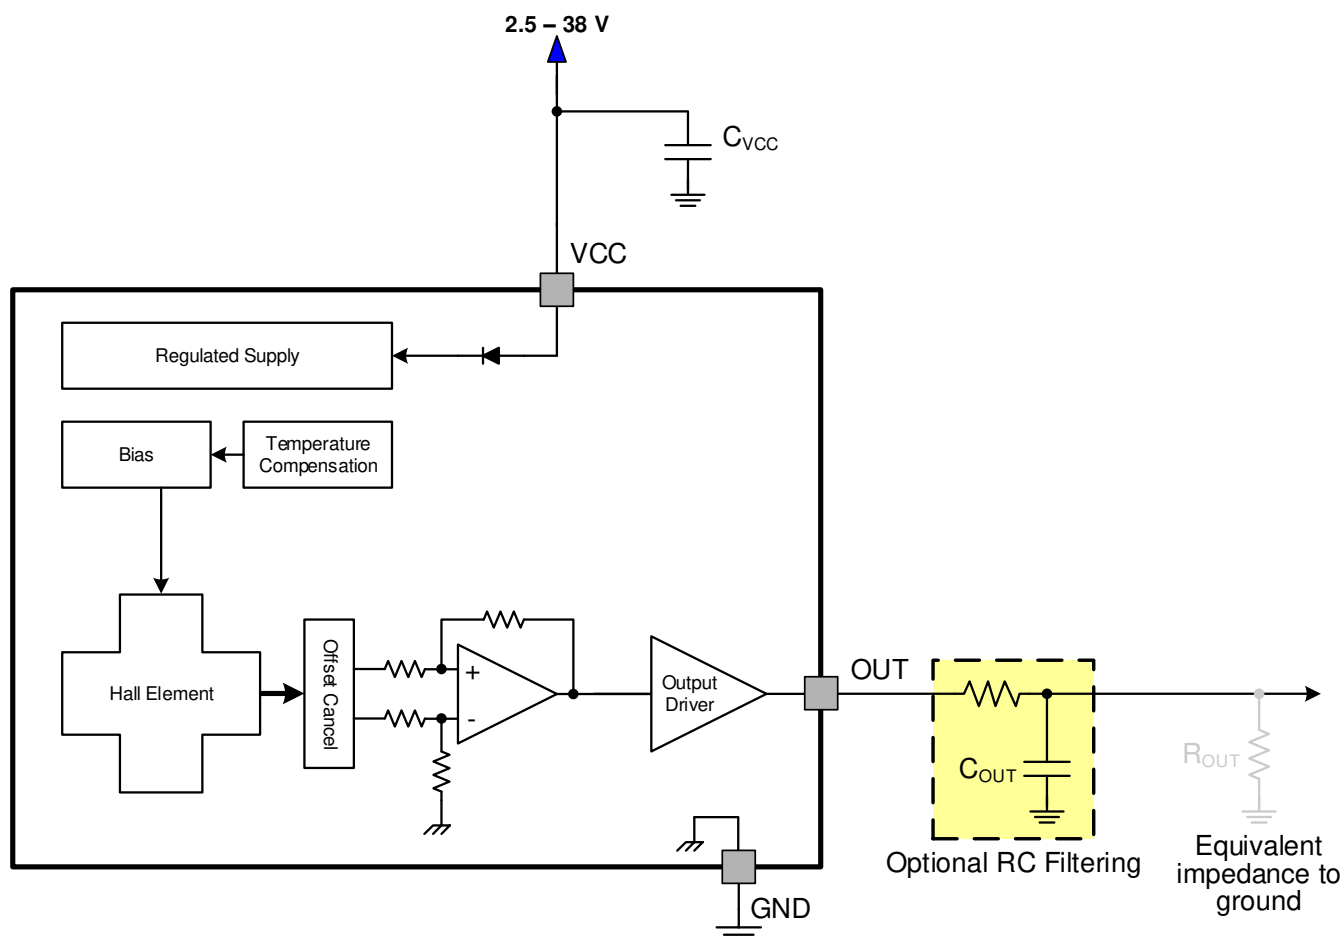 2.5 – 38 V
CVCC
VCC
Regulated Supply
Bias
Temperature
Compensation
Hall Element
Offset Cancel
+
-
Output
Driver
OUT
COUT
ROUT
Optional RC Filtering
Equivalent
impedance to
ground
GND